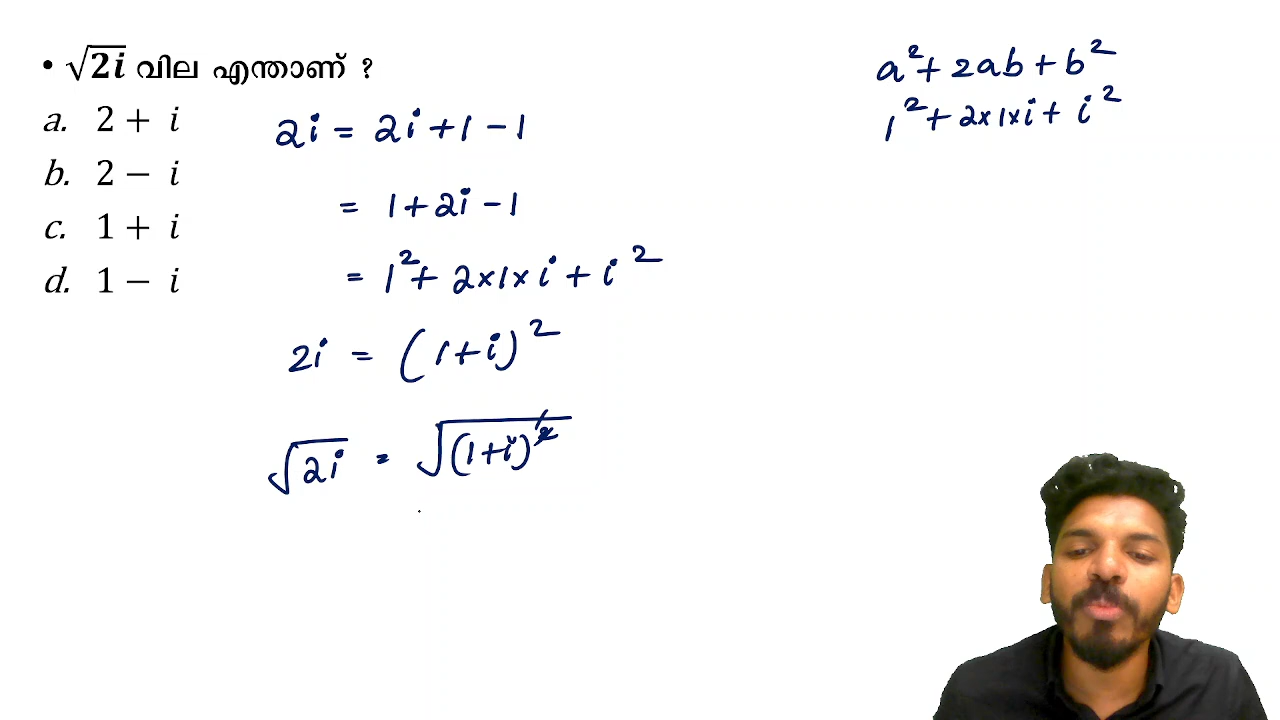 • √2i വില എന്താണ് ?
a. 2 + i
b. 2 − i
c. 1 + i
d. 1 − i
2i = 2i + 1 − 1
= 1 + 2i − 1
= 1² + 2×1×i + i²
2i = (1+i)²
√2i = √(1+i)²
a² + 2ab + b²
1² + 2×1×i + i²